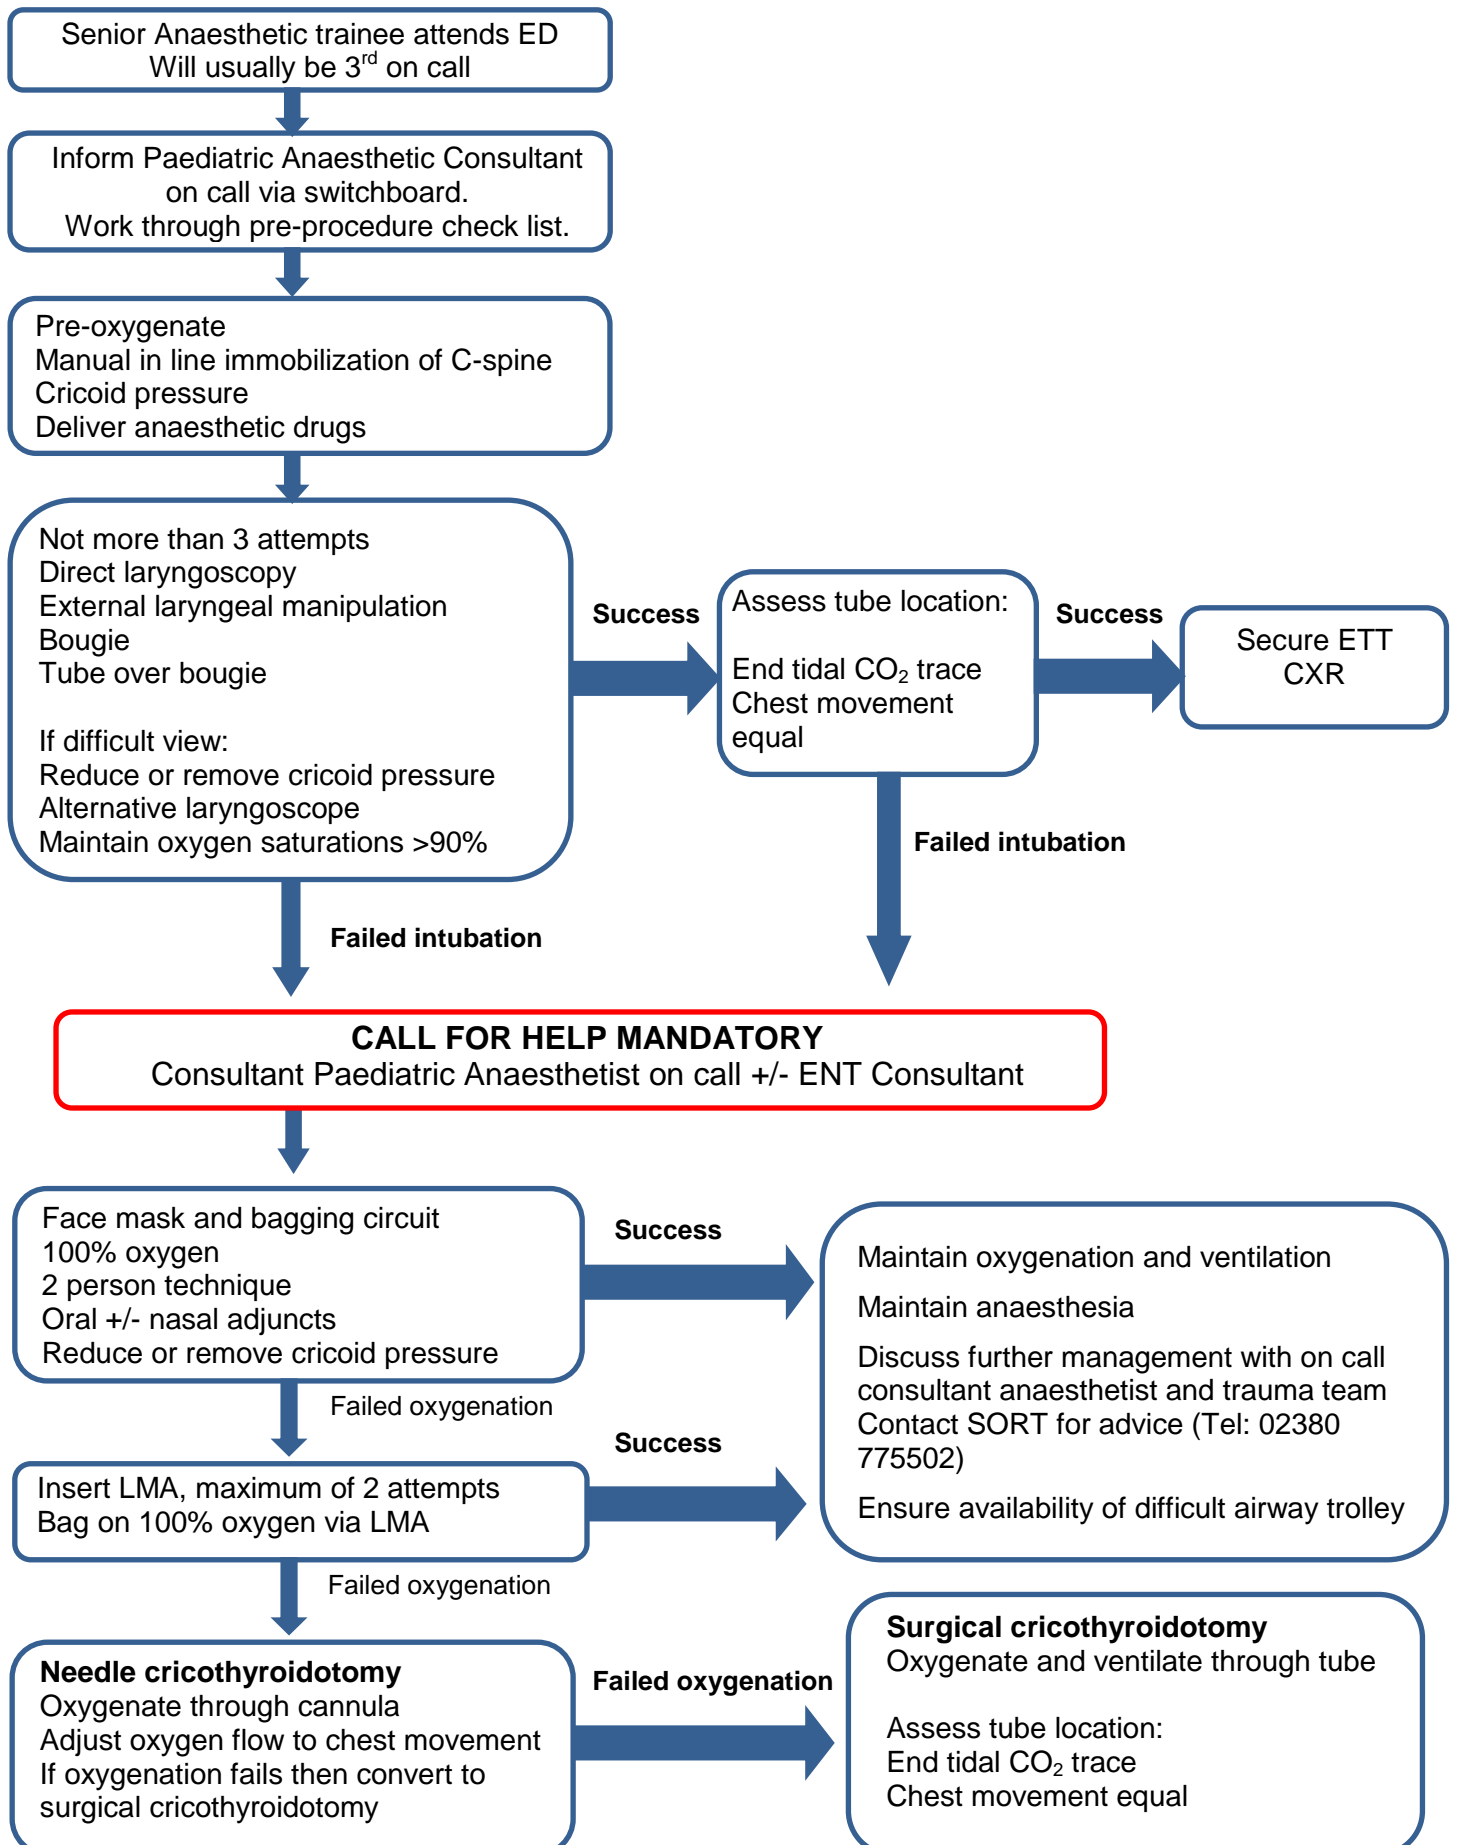 Senior Anaesthetic trainee attends ED
Will usually be 3rd on call
Inform Paediatric Anaesthetic Consultant
on call via switchboard.
Work through pre-procedure check list.
Pre-oxygenate
Manual in line immobilization of C-spine
Cricoid pressure
Deliver anaesthetic drugs
Not more than 3 attempts
Direct laryngoscopy
External laryngeal manipulation
Bougie
Tube over bougie
If difficult view:
Reduce or remove cricoid pressure
Alternative laryngoscope
Maintain oxygen saturations >90%
Success
Assess tube location:
End tidal CO₂ trace
Chest movement
equal
Success
Secure ETT
CXR
Failed intubation
Failed intubation
CALL FOR HELP MANDATORY
Consultant Paediatric Anaesthetist on call +/- ENT Consultant
Face mask and bagging circuit
100% oxygen
2 person technique
Oral +/- nasal adjuncts
Reduce or remove cricoid pressure
Success
Maintain oxygenation and ventilation
Maintain anaesthesia
Discuss further management with on call
consultant anaesthetist and trauma team
Contact SORT for advice (Tel: 02380
775502)
Ensure availability of difficult airway trolley
Failed oxygenation
Success
Insert LMA, maximum of 2 attempts
Bag on 100% oxygen via LMA
Failed oxygenation
Needle cricothyroidotomy
Oxygenate through cannula
Adjust oxygen flow to chest movement
If oxygenation fails then convert to
surgical cricothyroidotomy
Failed oxygenation
Surgical cricothyroidotomy
Oxygenate and ventilate through tube
Assess tube location:
End tidal CO₂ trace
Chest movement equal